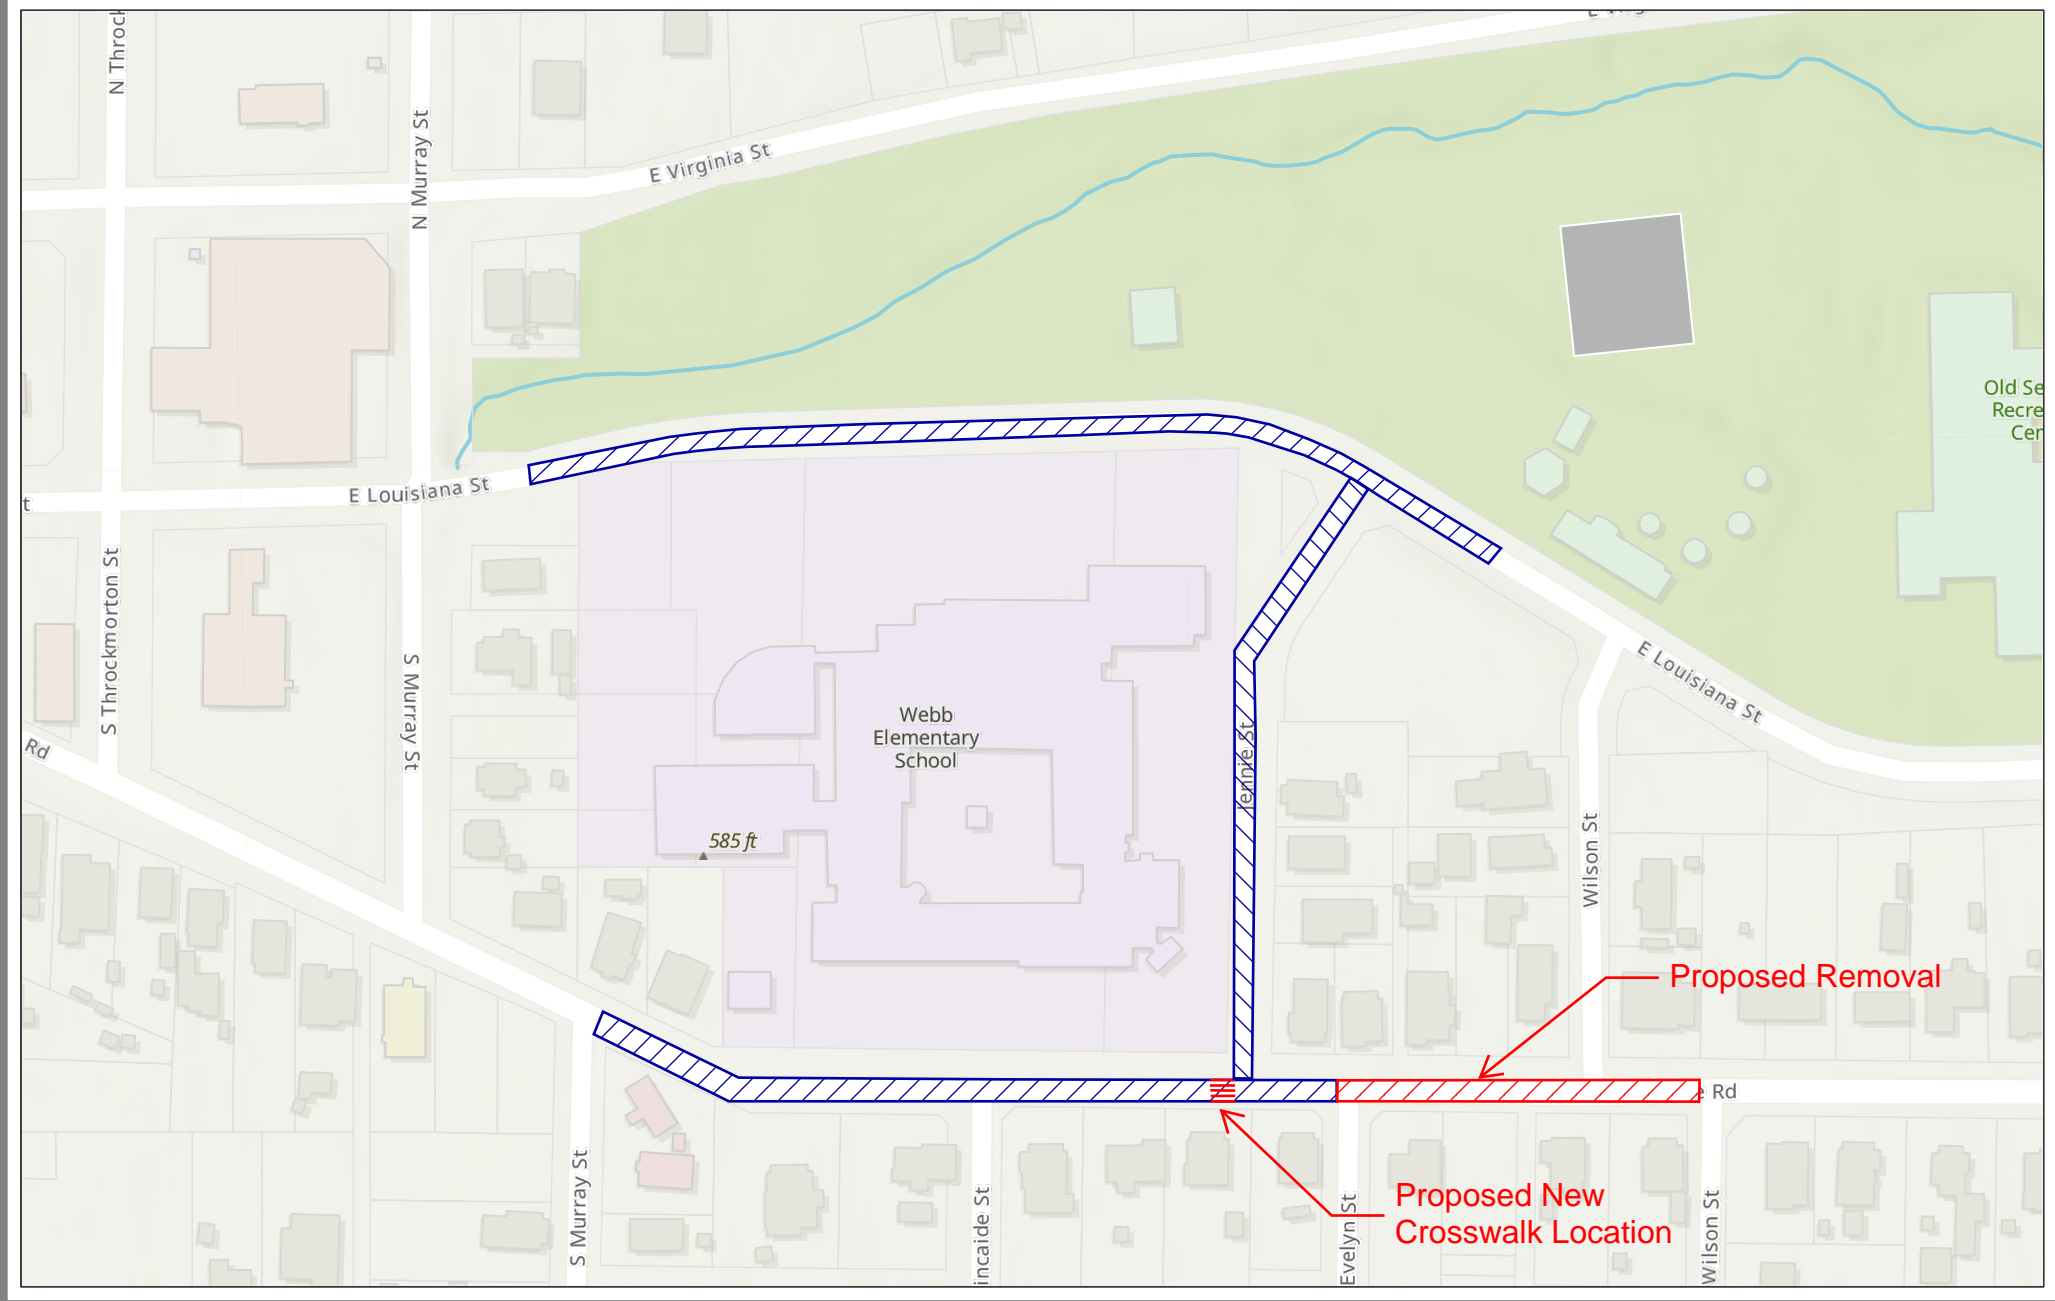 N Throck
N Murray St
E Virginia St
Old Se
Recre
Cen
E Louisiana St
t
S Throckmorton St
S Murray St
Rd
Webb
Elementary
School
585 ft
Jennie St
E Louisiana St
Wilson St
Proposed Removal
e Rd
S Murray St
incaide St
Evelyn St
Wilson St
Proposed New
Crosswalk Location